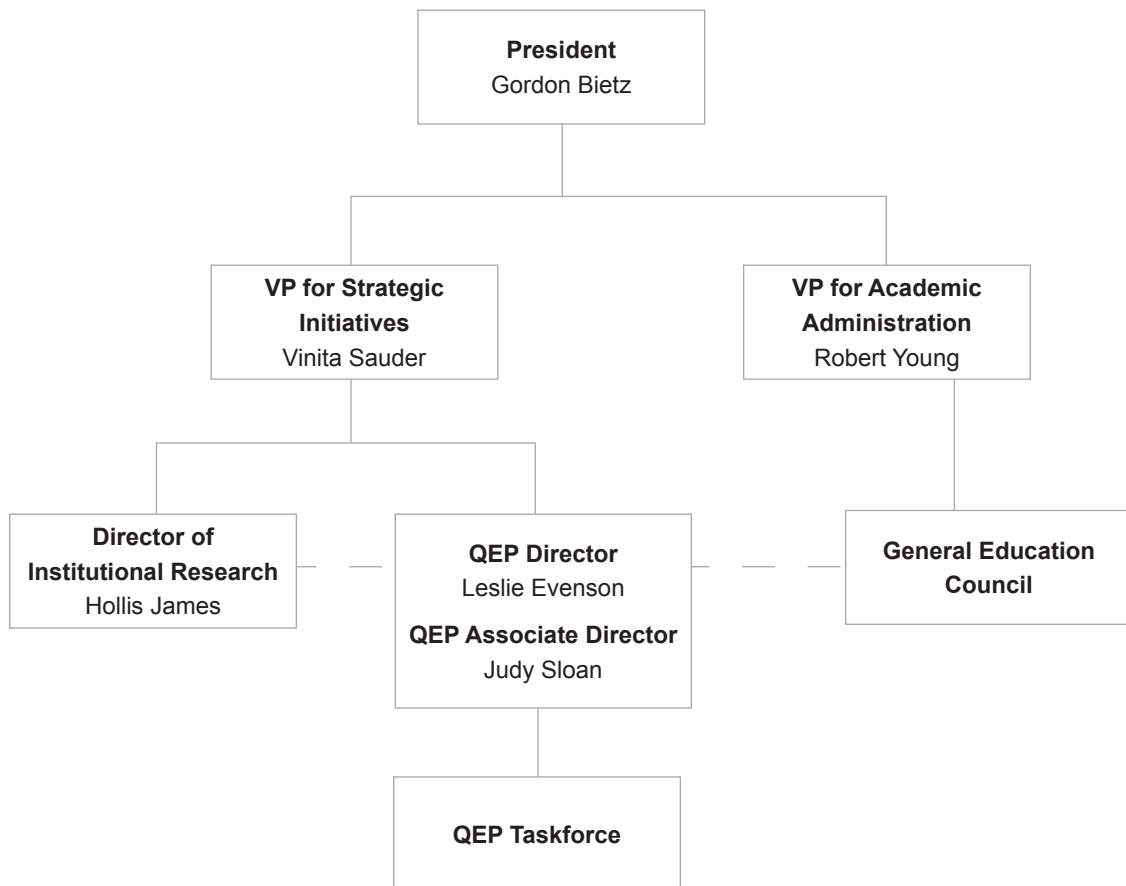 President
Gordon Bietz
VP for Strategic
Initiatives
Vinita Sauder
VP for Academic
Administration
Robert Young
Director of
Institutional Research
Hollis James
QEP Director
Leslie Evenson
QEP Associate Director
Judy Sloan
General Education
Council
QEP Taskforce